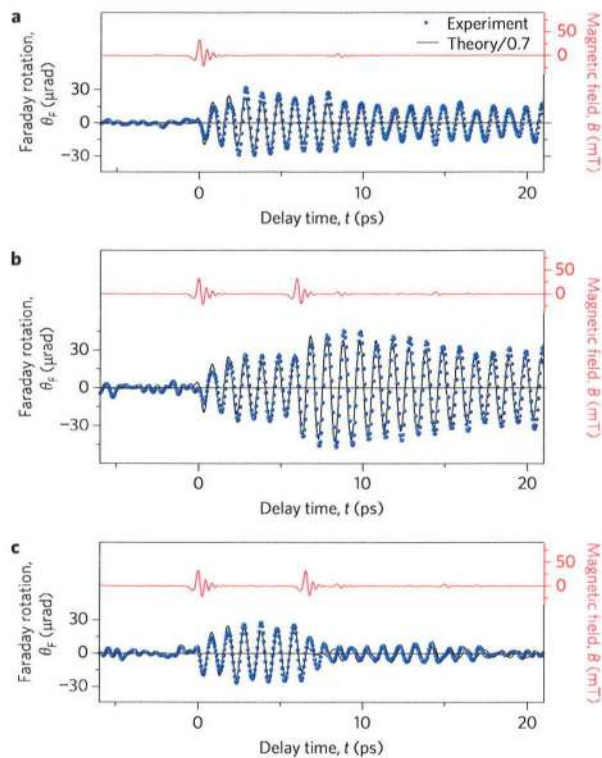 a
Experiment
Theory/0.7
50
0
Magnetic field, B (mT)
30
0
−30
Faraday rotation,
θF (μrad)
0
10
20
Delay time, t (ps)
b
50
0
Magnetic field, B (mT)
30
0
−30
Faraday rotation,
θF (μrad)
0
10
20
Delay time, t (ps)
c
50
0
Magnetic field, B (mT)
30
0
−30
Faraday rotation,
θF (μrad)
0
10
20
Delay time, t (ps)